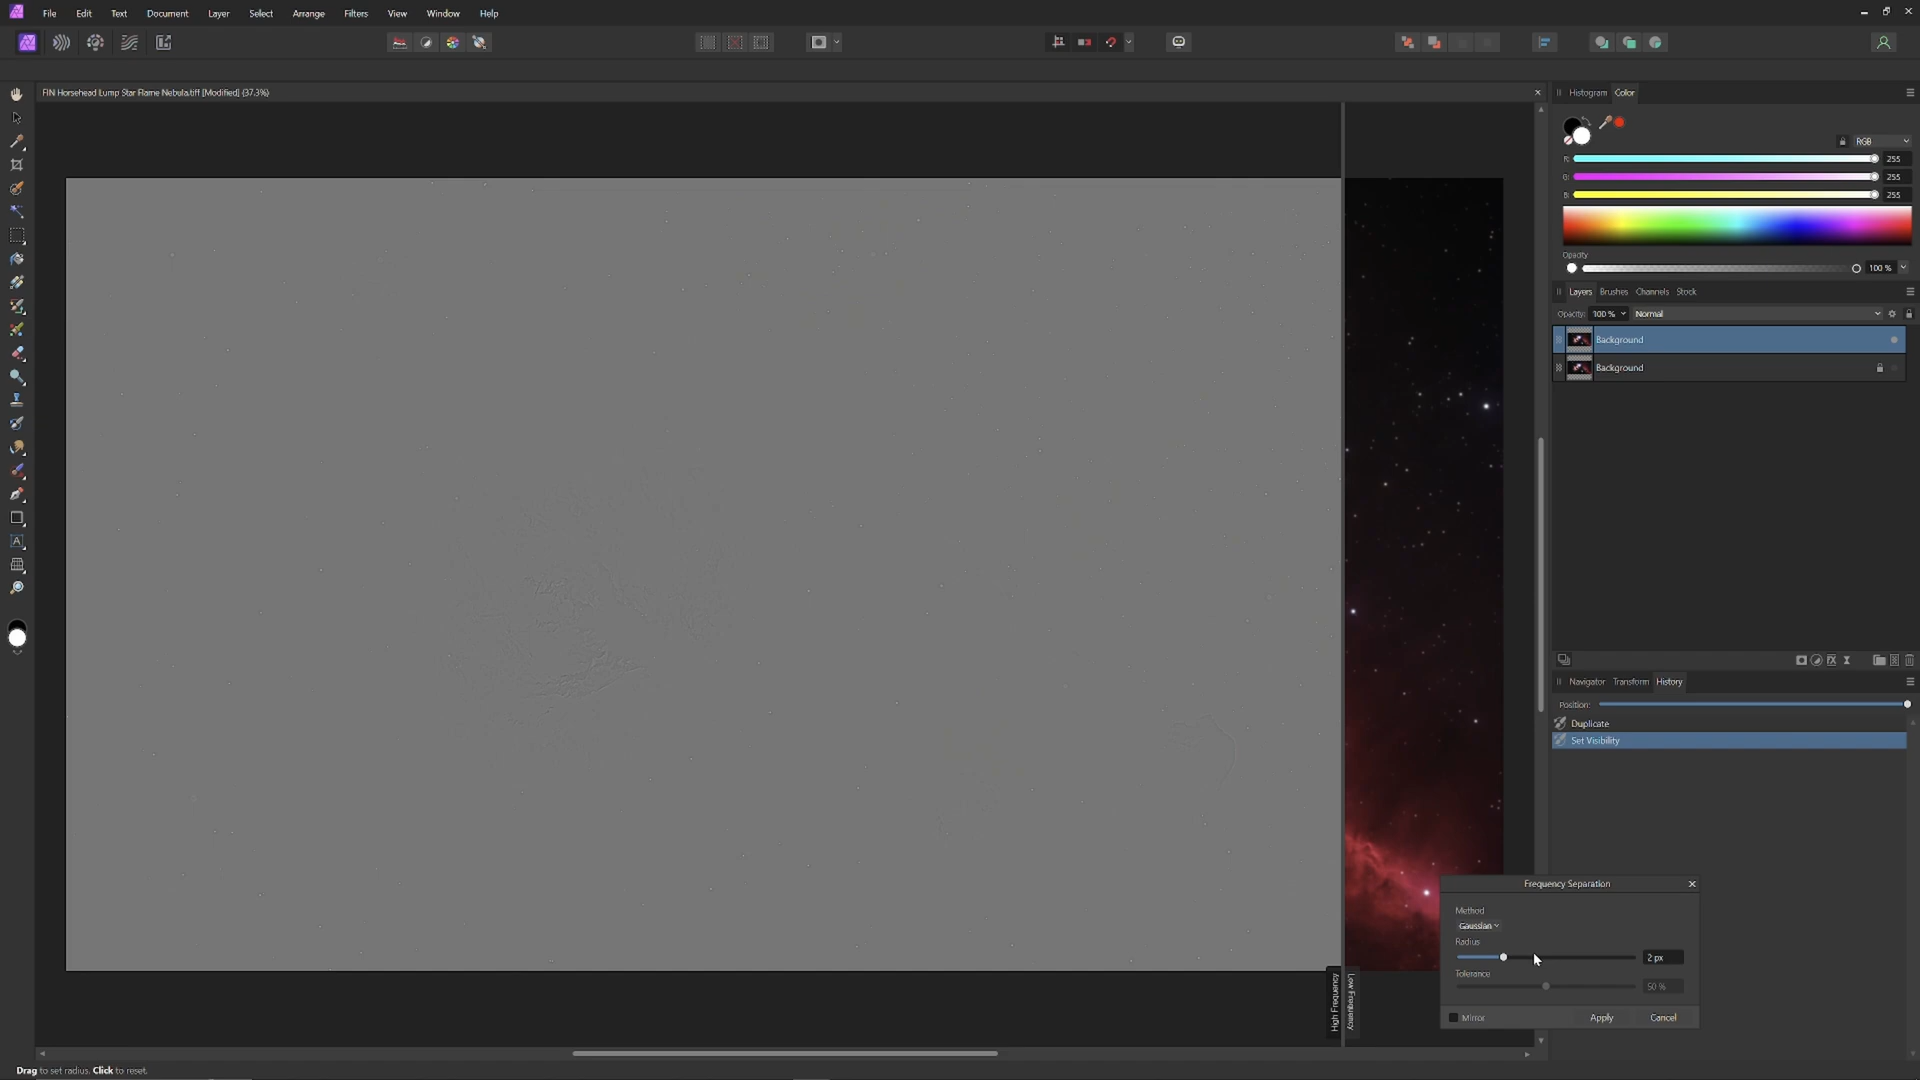 File Edit Text Document Layer Select Arrange Filters View Window Help
FIN Horsehead Lump Star Flame Nebula.tiff [Modified] (37.3%)
Histogram Color
RGB
R: 255
G: 255
B: 255
Opacity
100 %
Layers Brushes Channels Stock
Opacity: 100 % Normal
Background
Background
Navigator Transform History
Position:
Duplicate
Set Visibility
Frequency Separation
Method
Gaussian
Radius
2 px
Tolerance
50 %
Mirror Apply Cancel
High Frequency
Low Frequency
Drag to set radius. Click to reset.